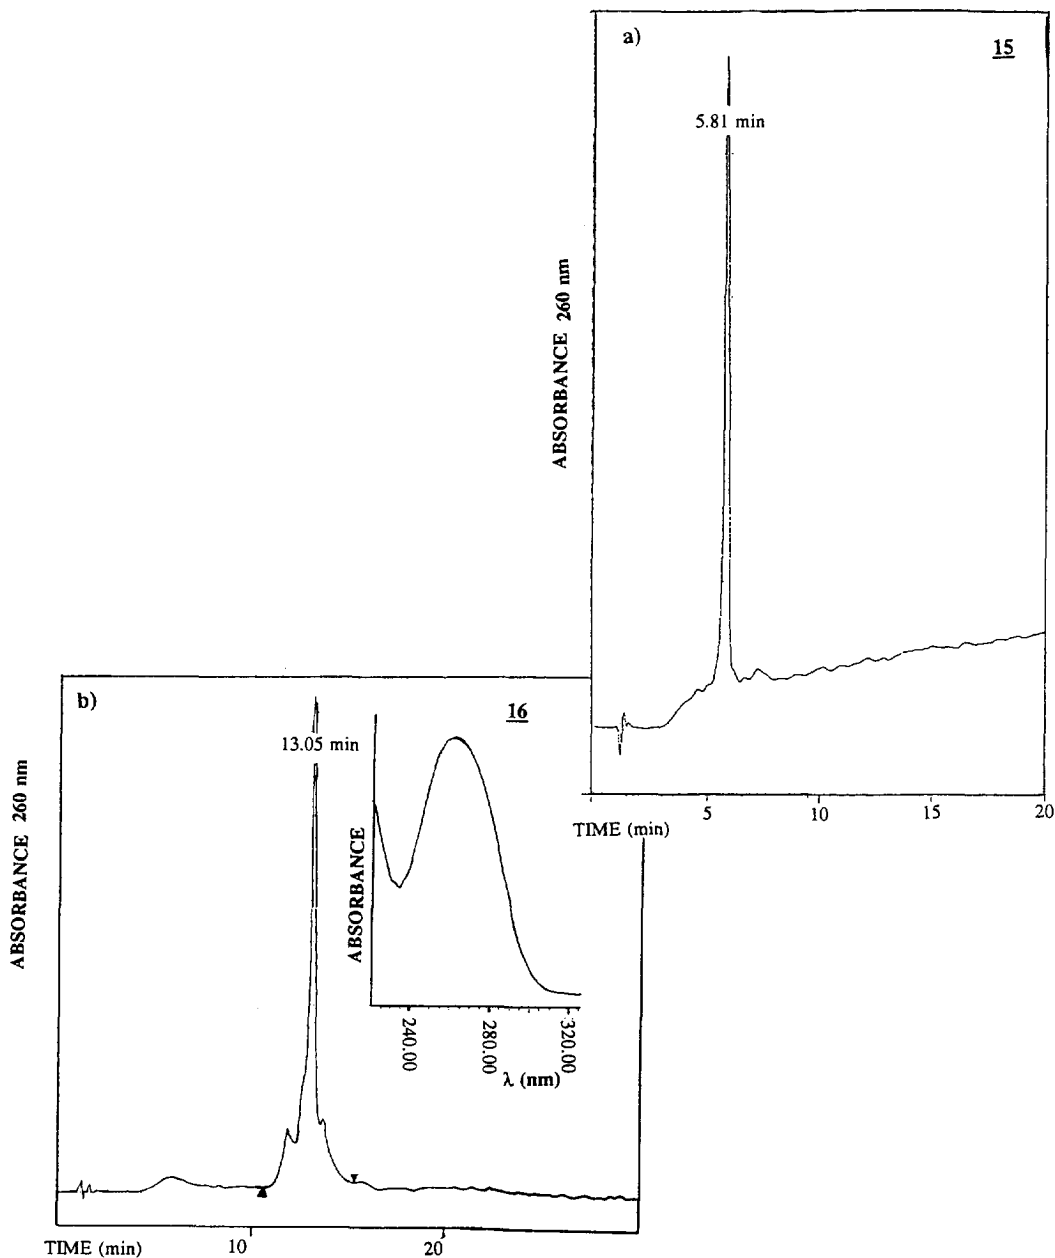 a)
15
5.81 min
ABSORBANCE 260 nm
5
10
15
20
TIME (min)
b)
16
13.05 min
ABSORBANCE 260 nm
ABSORBANCE
240.00
280.00
320.00
λ (nm)
10
20
TIME (min)